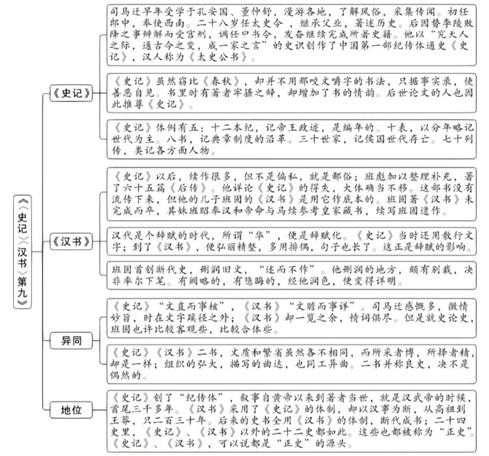 《史记》《汉书》第九
《史记》
司马迁早年受学于孔安国、董仲舒，漫游各地，了解风俗，采集传闻。初任
郎中，奉使西南。二十八岁任太史令，继承父业，著述历史。后因替李陵败
降之事辩解而受宫刑，调任中书令，发奋继续完成所著史籍。他以“究天人
之际，通古今之变，成一家之言”的史识创作了中国第一部纪传体通史《史
记》，汉人称为《太史公书》。
《史记》虽然窃比《春秋》，却并不用那咬文嚼字的书法，只据事实录，使
善恶自见。书里时有著者牢骚之辞，却增加了书的情韵。后世论文的人也因
此推尊《史记》。
《史记》体例有五：十二本纪，记帝王政迹，是编年的。十表，以分年略记
世代为主。八书，记典章制度的沿革。三十世家，记侯国世代存亡。七十列
传，类记各方面人物。
《汉书》
《史记》以后，续作很多，但不是偏私，就是鄙俗；班彪加以整理补充，著
了六十五篇《后传》。他详论《史记》的得失，大体确当不移。这部书没有
流传下来，但他的儿子班固的《汉书》是用它作底本的。班固著《汉书》未
完成而卒，其妹班昭奉汉和帝命与马续参考皇家藏书，续写班固遗作。
汉代是个辞赋的时代，所谓“华”，便是辞赋化。《史记》当时还用散行文
字；到了《汉书》，便弘丽精整，多用排偶，句子也长了。这正是辞赋的影响。
班固首创断代史，删润旧文，“述而不作”。他删润的地方，颇有别裁，决
非率尔下笔。有阙略的，有隐晦的，经他润色，便变得详明。
异同
《史记》“文直而事核”，《汉书》“文赡而事详”。司马迁感慨多，微情
妙旨，时在文字蹊径之外；《汉书》却一览之余，情词俱尽。但是就史论史，
班固也许比较客观些，比较合体些。
《史记》《汉书》二书，文质和繁省虽然各不相同，而所采者博，所择者精，
却是一样；组织的弘大，描写的曲达，也同工异曲。二书并称良史，决不是
偶然的。
地位
《史记》创了“纪传体”，叙事自黄帝以来到著者当世，就是汉武帝的时候，
首尾三千多年。《汉书》采用了《史记》的体制，却以汉事为断，从高祖到
王莽，只二百三十年。后来的史书全用《汉书》的体制，断代成书；二十四
史里，《史记》、《汉书》以外的二十二史都如此。这些也都被称为“正史”。
《史记》、《汉书》，可以说都是“正史”的源头。